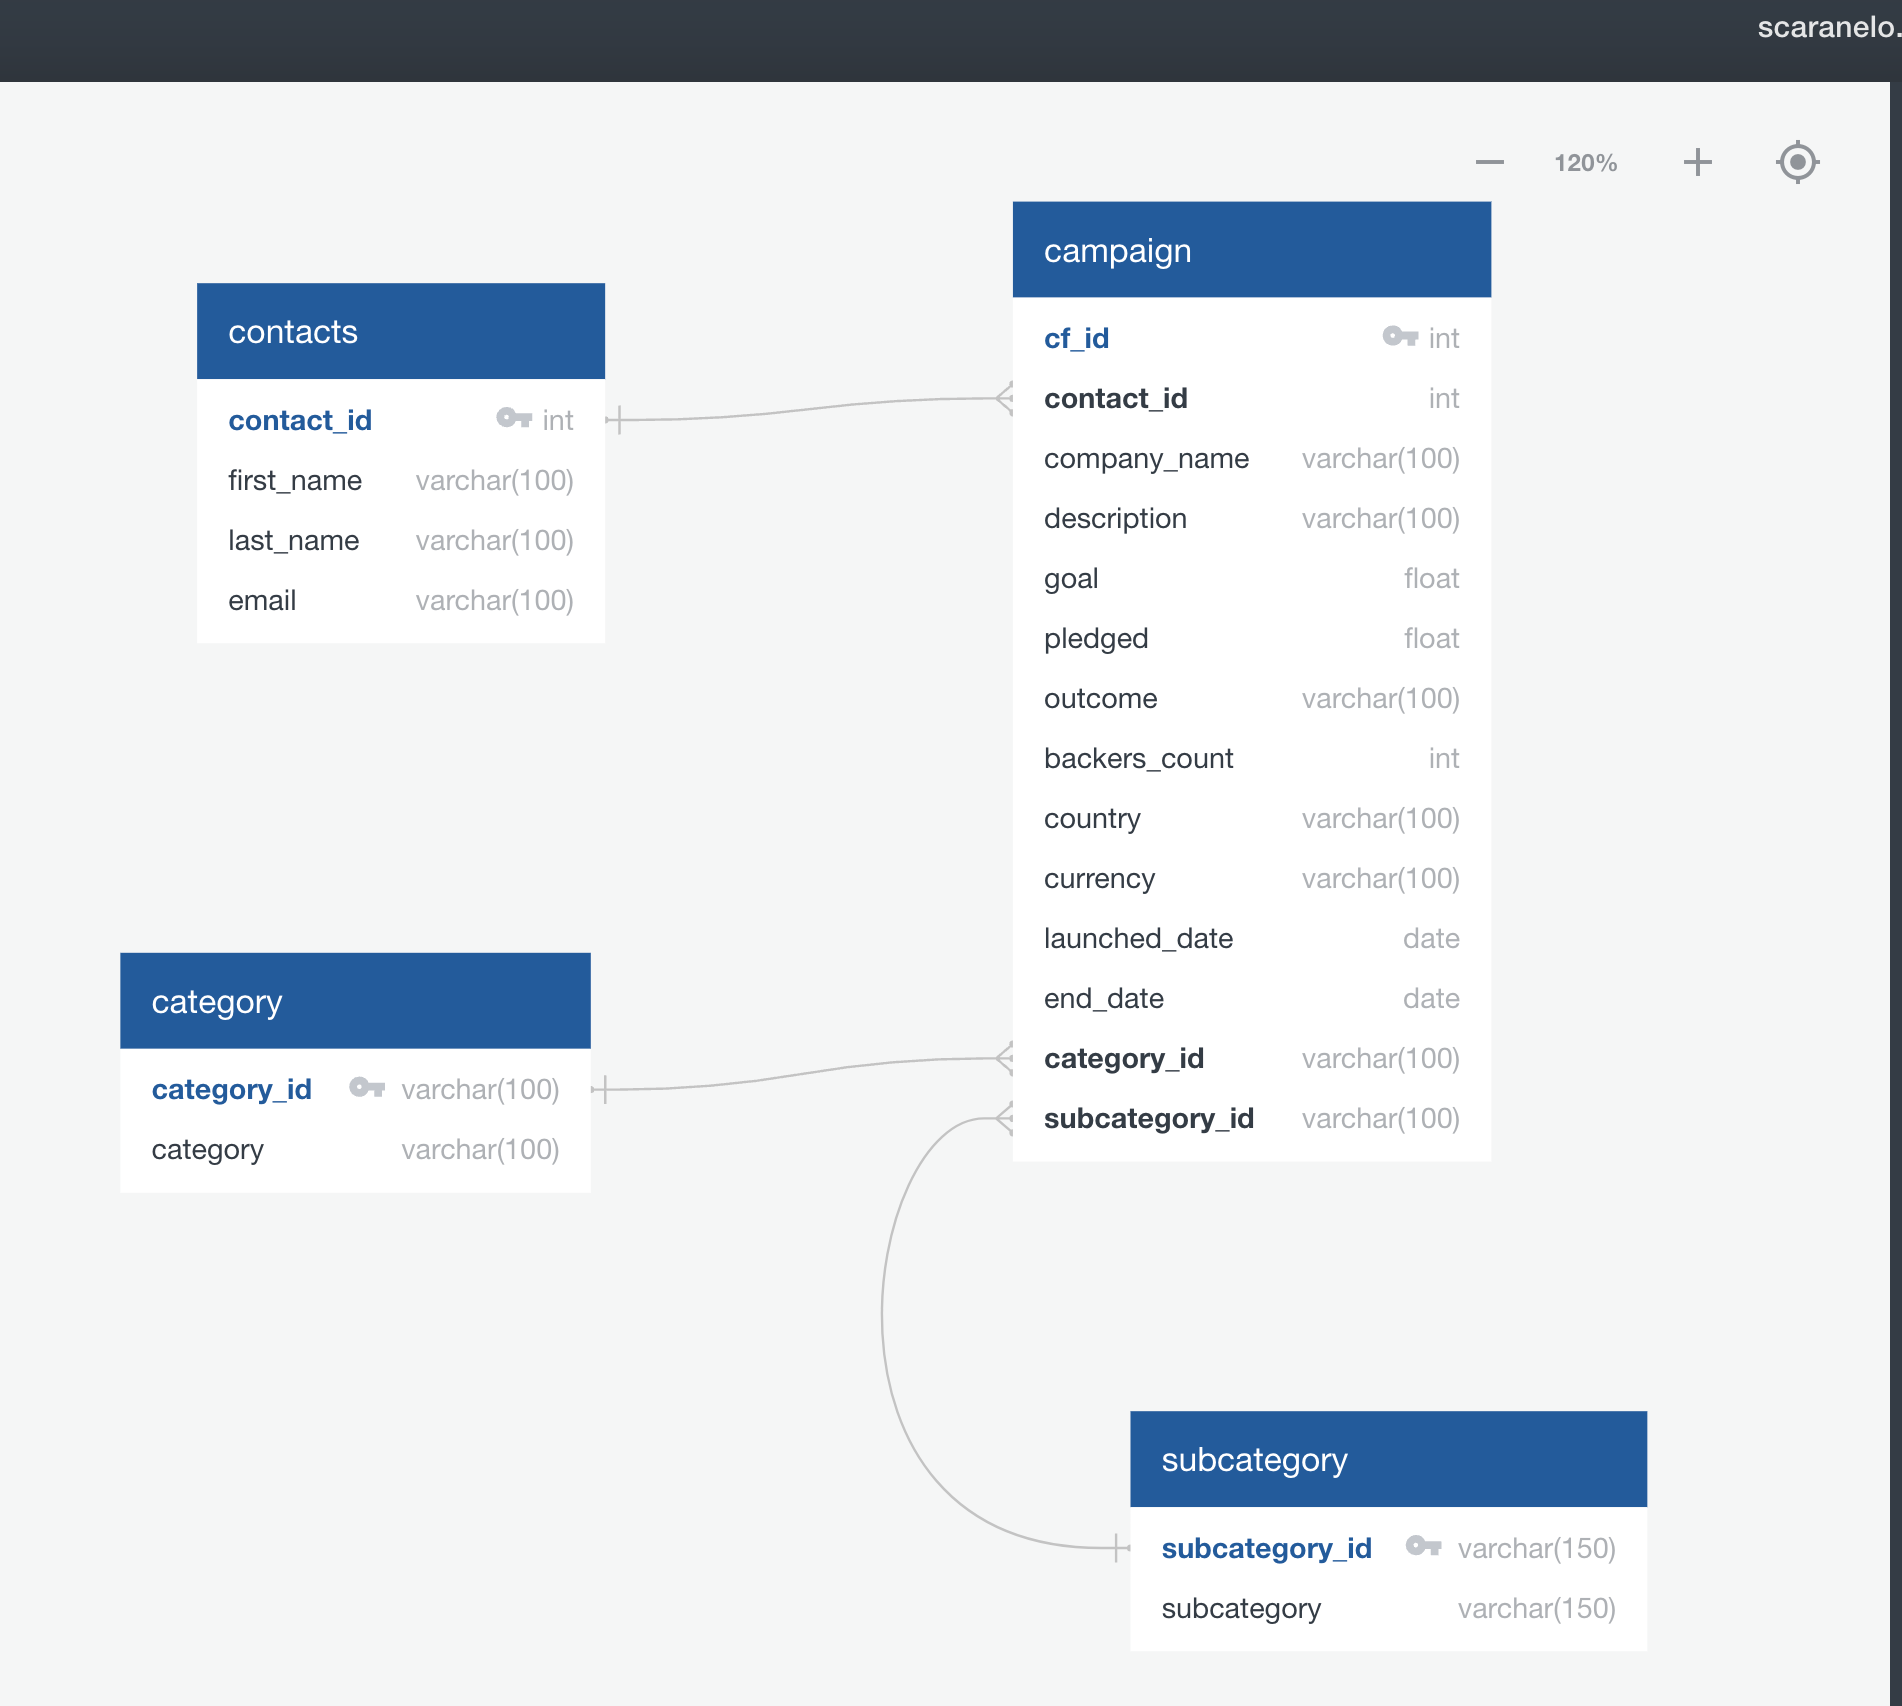 scaranelo.
120%
contacts
contact_id int
first_name varchar(100)
last_name varchar(100)
email varchar(100)
campaign
cf_id int
contact_id int
company_name varchar(100)
description varchar(100)
goal float
pledged float
outcome varchar(100)
backers_count int
country varchar(100)
currency varchar(100)
launched_date date
end_date date
category_id varchar(100)
subcategory_id varchar(100)
category
category_id varchar(100)
category varchar(100)
subcategory
subcategory_id varchar(150)
subcategory varchar(150)